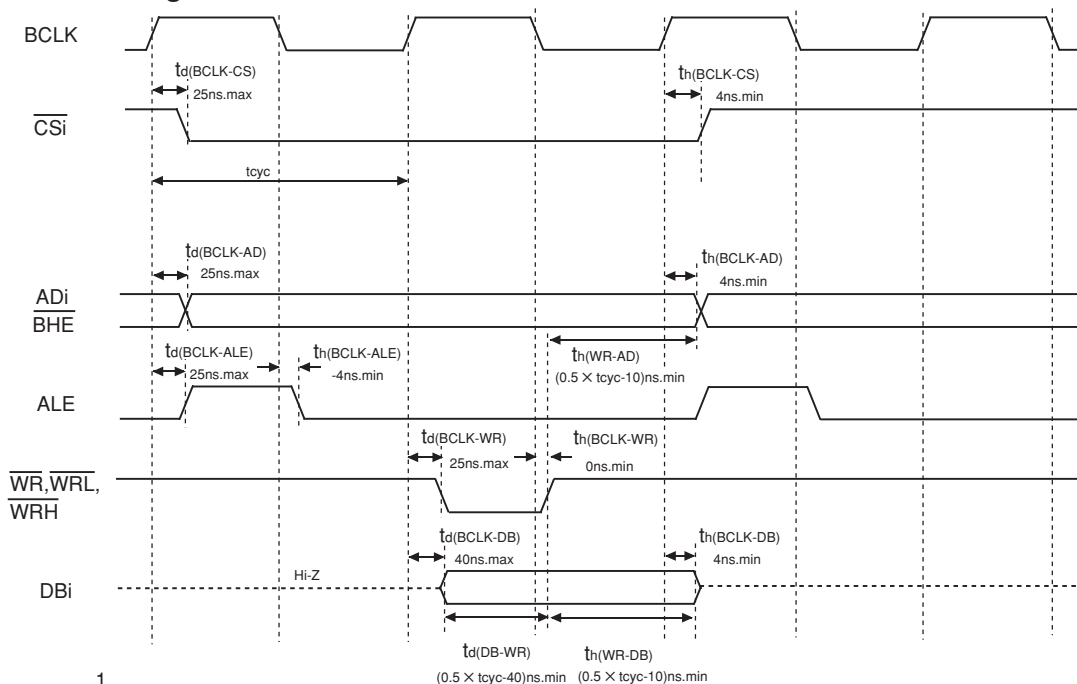 BCLK
td(BCLK-CS)
25ns.max
th(BCLK-CS)
4ns.min
CSi
tcyc
td(BCLK-AD)
25ns.max
th(BCLK-AD)
4ns.min
ADi
BHE
td(BCLK-ALE)
25ns.max
th(BCLK-ALE)
-4ns.min
th(WR-AD)
(0.5 × tcyc-10)ns.min
ALE
td(BCLK-WR)
25ns.max
th(BCLK-WR)
0ns.min
WR,WRL,
WRH
td(BCLK-DB)
40ns.max
th(BCLK-DB)
4ns.min
Hi-Z
DBi
td(DB-WR)
(0.5 × tcyc-40)ns.min
th(WR-DB)
(0.5 × tcyc-10)ns.min
1